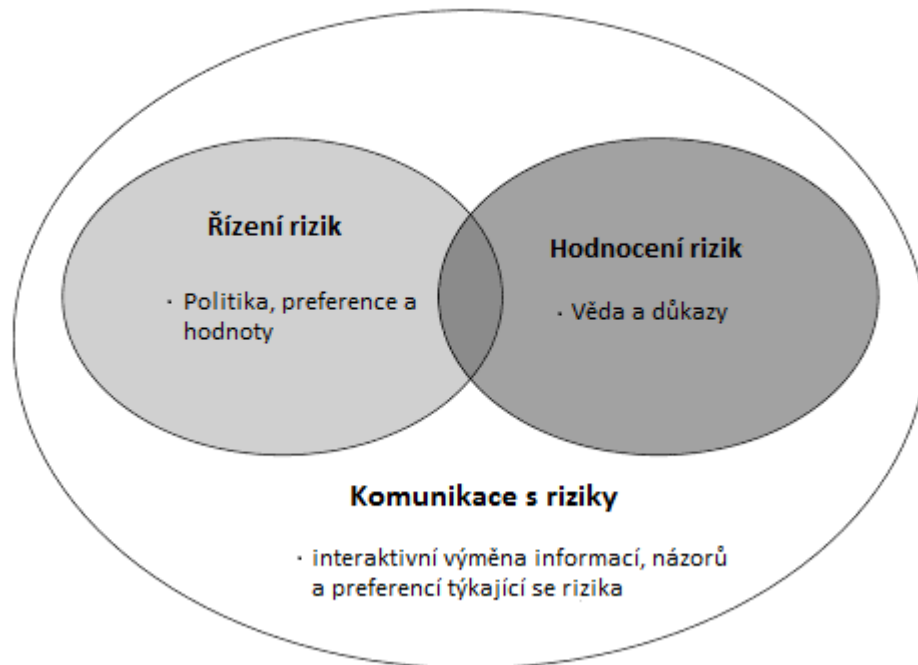 Řízení rizik
· Politika, preference a
hodnoty
Hodnocení rizik
· Věda a důkazy
Komunikace s riziky
· interaktivní výměna informací, názorů
a preferencí týkající se rizika